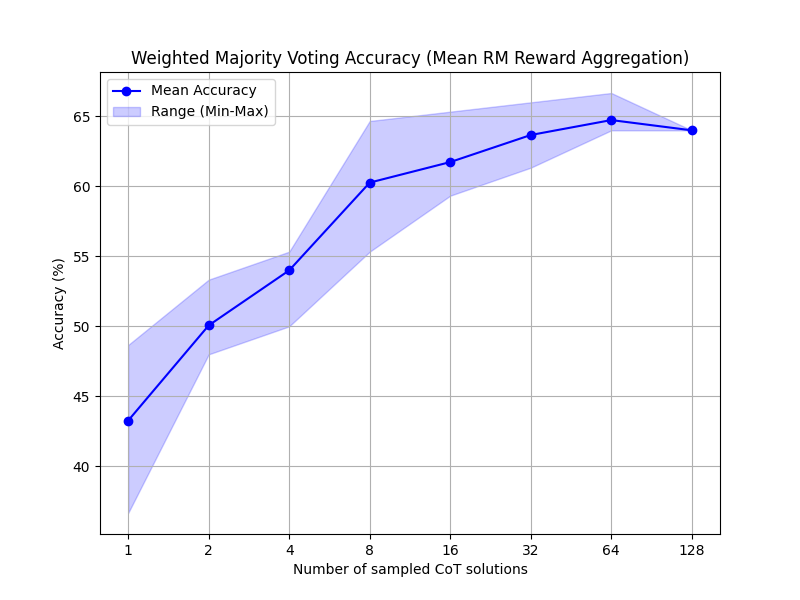 Weighted Majority Voting Accuracy (Mean RM Reward Aggregation)
Mean Accuracy
Range (Min-Max)
Accuracy (%)
65
60
55
50
45
40
1 2 4 8 16 32 64 128
Number of sampled CoT solutions